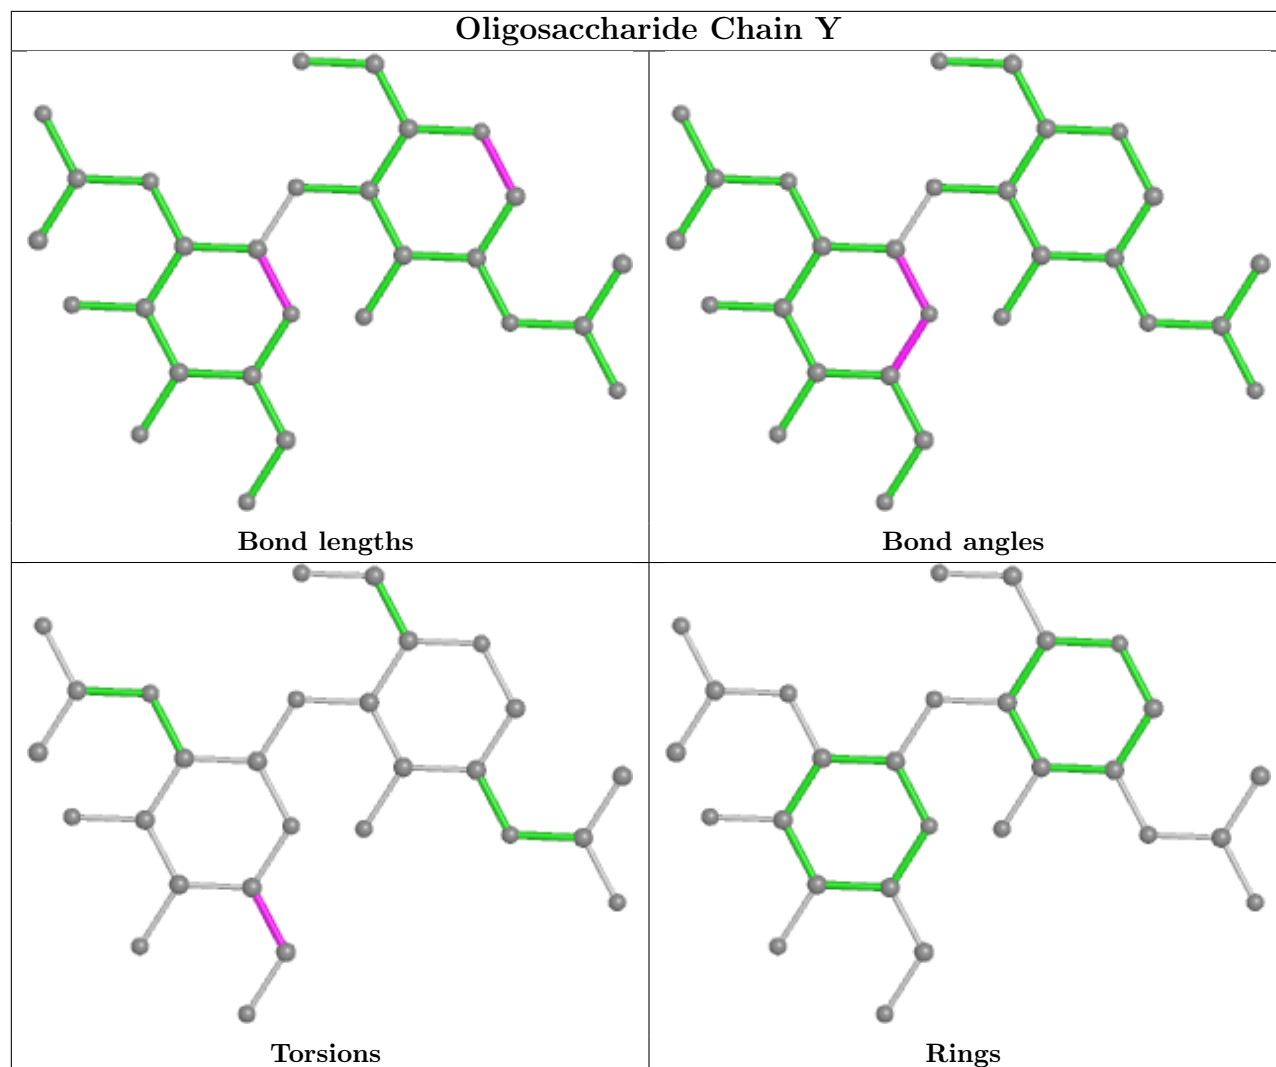 Oligosaccharide Chain Y
Bond lengths
Bond angles
Torsions
Rings